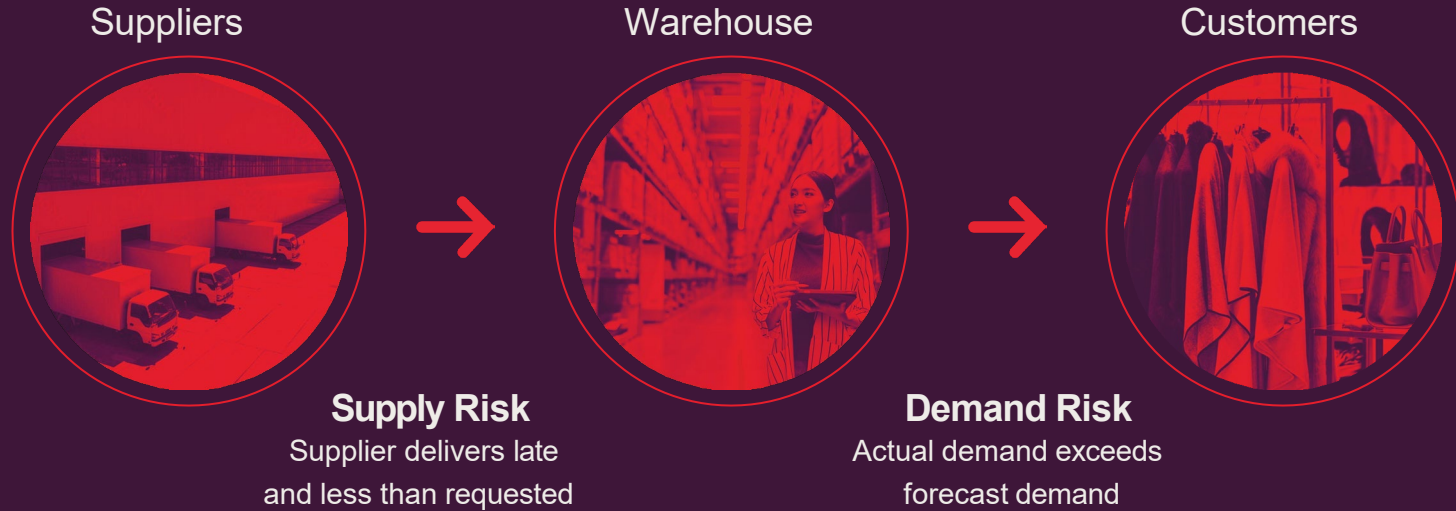 Suppliers
Warehouse
Customers
Supply Risk
Supplier delivers late
and less than requested
Demand Risk
Actual demand exceeds
forecast demand